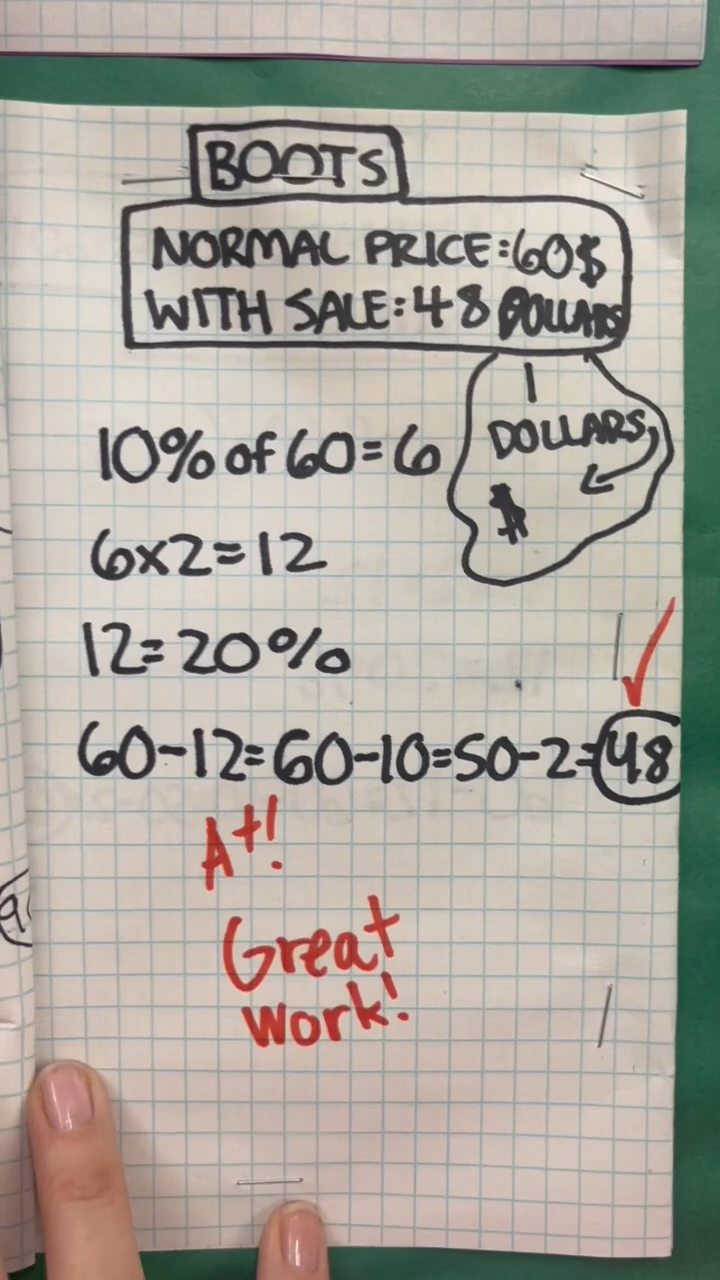 BOOTS
NORMAL PRICE:60$
WITH SALE:48 DOLLARS
1
DOLLARS,
$
10% of 60=6
6x2=12
12=20%
60-12=60-10=50-2=48
A+!
Great
work!